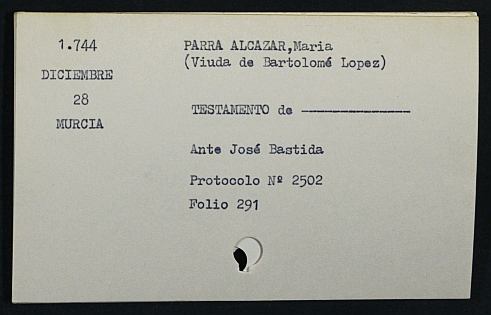 1.744
DICIEMBRE
28
MURCIA
PARRA ALCAZAR,Maria
(Viuda de Bartolomé Lopez)
TESTAMENTO de ---------------
Ante José Bastida
Protocolo Nº 2502
Folio 291